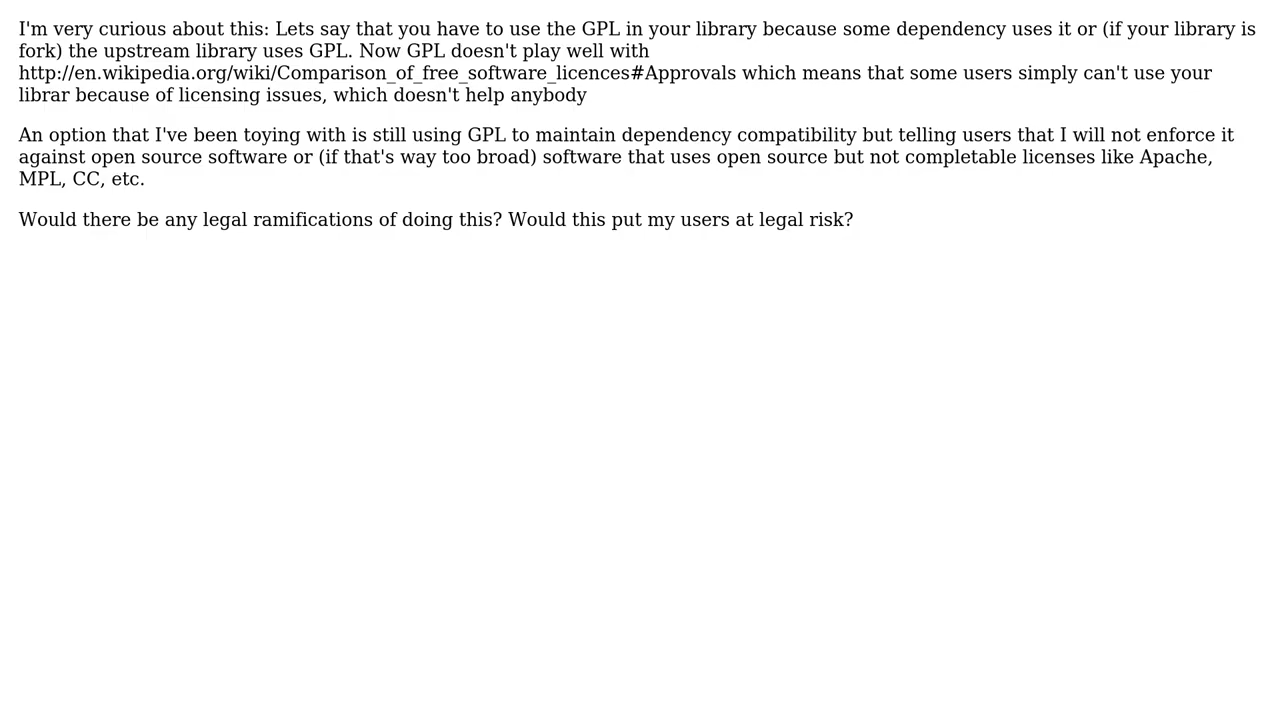 I'm very curious about this: Lets say that you have to use the GPL in your library because some dependency uses it or (if your library is
fork) the upstream library uses GPL. Now GPL doesn't play well with
http://en.wikipedia.org/wiki/Comparison_of_free_software_licences#Approvals which means that some users simply can't use your
librar because of licensing issues, which doesn't help anybody
An option that I've been toying with is still using GPL to maintain dependency compatibility but telling users that I will not enforce it
against open source software or (if that's way too broad) software that uses open source but not completable licenses like Apache,
MPL, CC, etc.
Would there be any legal ramifications of doing this? Would this put my users at legal risk?